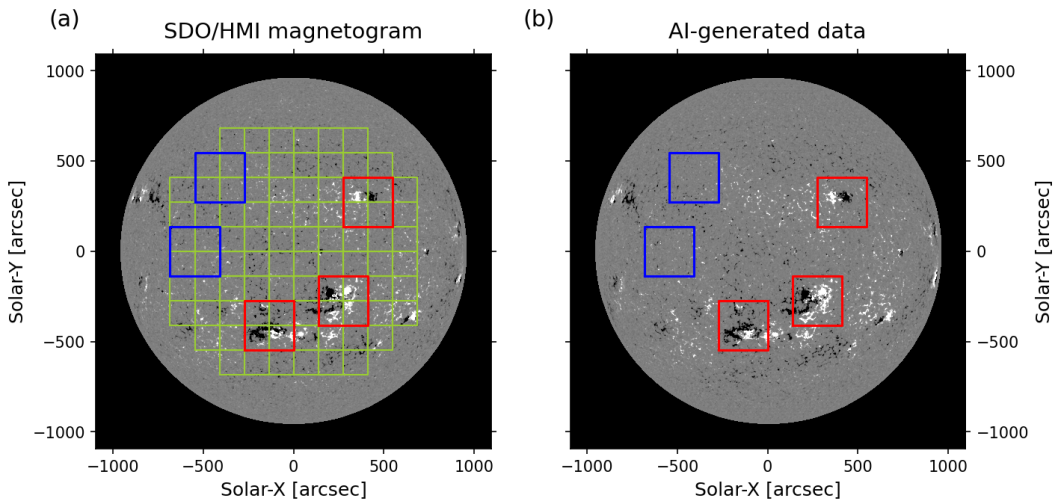 (a)
SDO/HMI magnetogram
(b)
AI-generated data
1000
500
0
−500
−1000
Solar-Y [arcsec]
−1000 −500 0 500 1000
Solar-X [arcsec]
−1000 −500 0 500 1000
Solar-X [arcsec]
1000
500
0
−500
−1000
Solar-Y [arcsec]